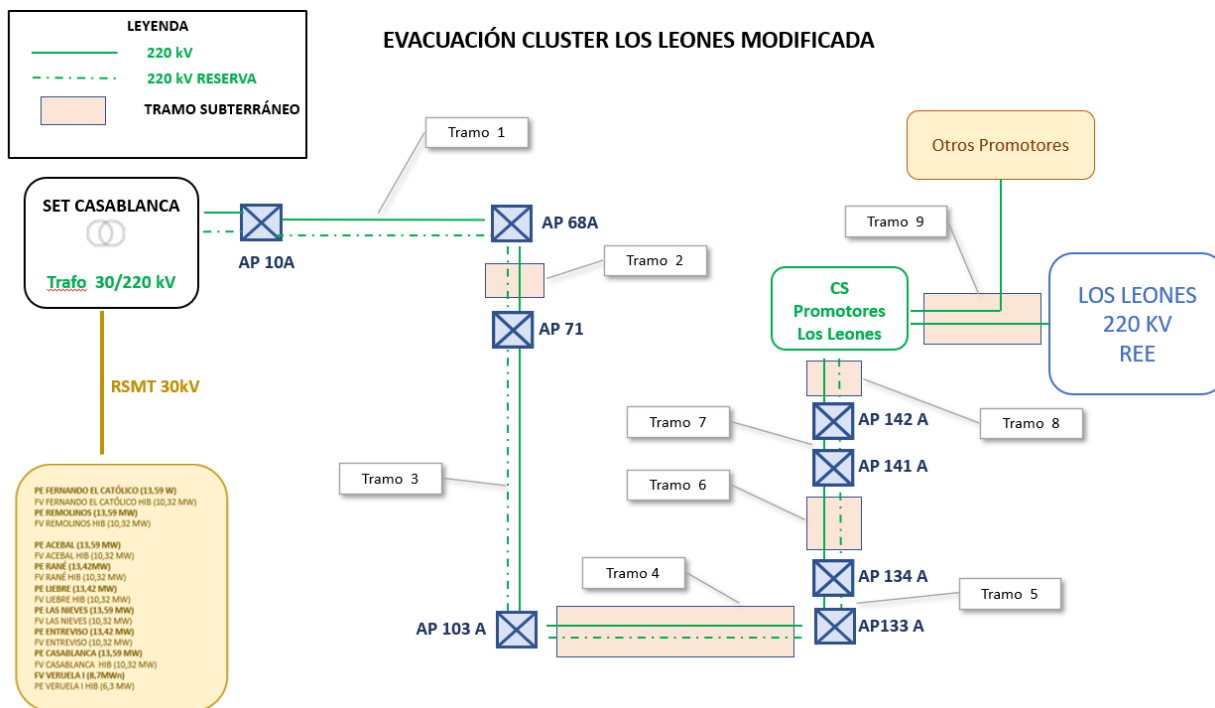 LEYENDA
220 kV
220 kV RESERVA
TRAMO SUBTERRÁNEO
EVACUACIÓN CLUSTER LOS LEONES MODIFICADA
Otros Promotores
Tramo 1
SET CASABLANCA
Trafo 30/220 kV
AP 10A
AP 68A
Tramo 2
AP 71
Tramo 9
CS
Promotores
Los Leones
LOS LEONES
220 KV
REE
RSMT 30kV
Tramo 7
AP 142 A
Tramo 8
AP 141 A
Tramo 3
Tramo 6
PE FERNANDO EL CATÓLICO (13,59 W)
FV FERNANDO EL CATÓLICO HIB (10,32 MW)
PE REMOLINOS (13,59 MW)
FV REMOLINOS HIB (10,32 MW)
PE ACEBAL (13,59 MW)
FV ACEBAL HIB (10,32 MW)
PE RANÉ (13,42MW)
FV RANÉ HIB (10,32 MW)
PE LIEBRE (13,42 MW)
FV LIEBRE HIB (10,32 MW)
PE LAS NIEVES (13,59 MW)
FV LAS NIEVES (10,32 MW)
PE ENTREVISO (13,42 MW)
FV ENTREVISO (10,32 MW)
PE CASABLANCA (13,59 MW)
FV CASABLANCA HIB (10,32 MW)
FV VERUELA I (8,7MWn)
PE VERUELA I HIB (6,3 MW)
Tramo 4
AP 134 A
Tramo 5
AP 103 A
AP133 A